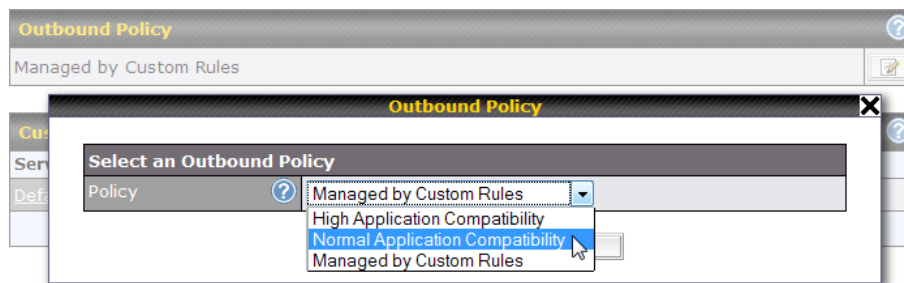 Outbound Policy
Managed by Custom Rules
Outbound Policy
Select an Outbound Policy
Policy
Managed by Custom Rules
High Application Compatibility
Normal Application Compatibility
Managed by Custom Rules